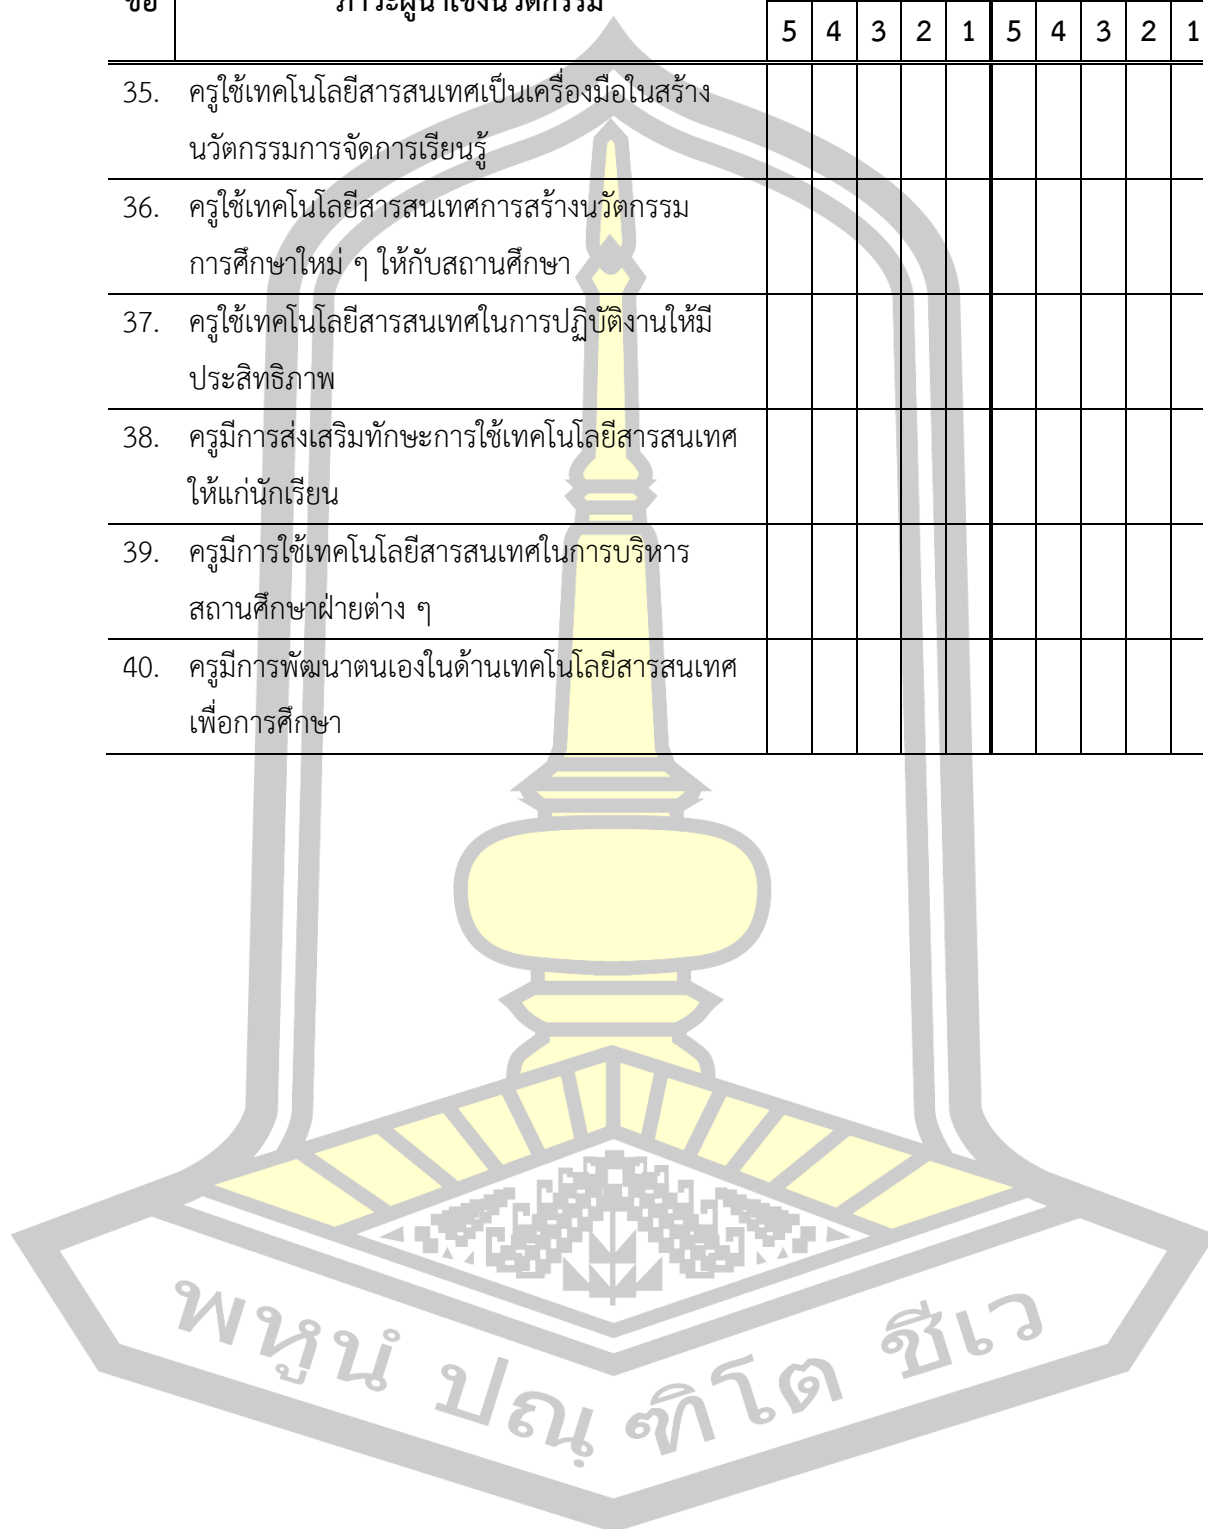 ข้อ ภาวะผู้นำเชิงนวัตกรรม
5 4 3 2 1 5 4 3 2 1
35. ครูใช้เทคโนโลยีสารสนเทศเป็นเครื่องมือในสร้าง
นวัตกรรมการจัดการเรียนรู้
36. ครูใช้เทคโนโลยีสารสนเทศการสร้างนวัตกรรม
การศึกษาใหม่ ๆ ให้กับสถานศึกษา
37. ครูใช้เทคโนโลยีสารสนเทศในการปฏิบัติงานให้มี
ประสิทธิภาพ
38. ครูมีการส่งเสริมทักษะการใช้เทคโนโลยีสารสนเทศ
ให้แก่นักเรียน
39. ครูมีการใช้เทคโนโลยีสารสนเทศในการบริหาร
สถานศึกษาฝ่ายต่าง ๆ
40. ครูมีการพัฒนาตนเองในด้านเทคโนโลยีสารสนเทศ
เพื่อการศึกษา
พหูนํ ปณฺฑิโต ชีเว